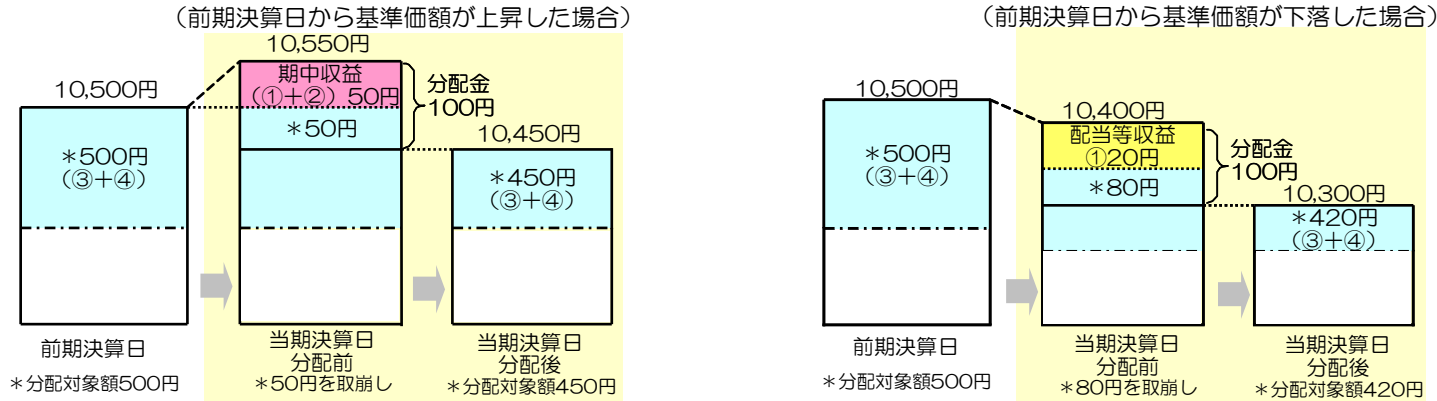 （前期決算日から基準価額が上昇した場合）
10,550円
10,500円
期中収益
（①＋②）50円
＊50円
分配金
100円
10,450円
＊500円
（③＋④）
＊450円
（③＋④）
前期決算日
＊分配対象額500円
当期決算日
分配前
＊50円を取崩し
当期決算日
分配後
＊分配対象額450円
（前期決算日から基準価額が下落した場合）
10,500円
10,400円
配当等収益
①20円
＊80円
分配金
100円
10,300円
＊500円
（③＋④）
＊420円
（③＋④）
前期決算日
＊分配対象額500円
当期決算日
分配前
＊80円を取崩し
当期決算日
分配後
＊分配対象額420円